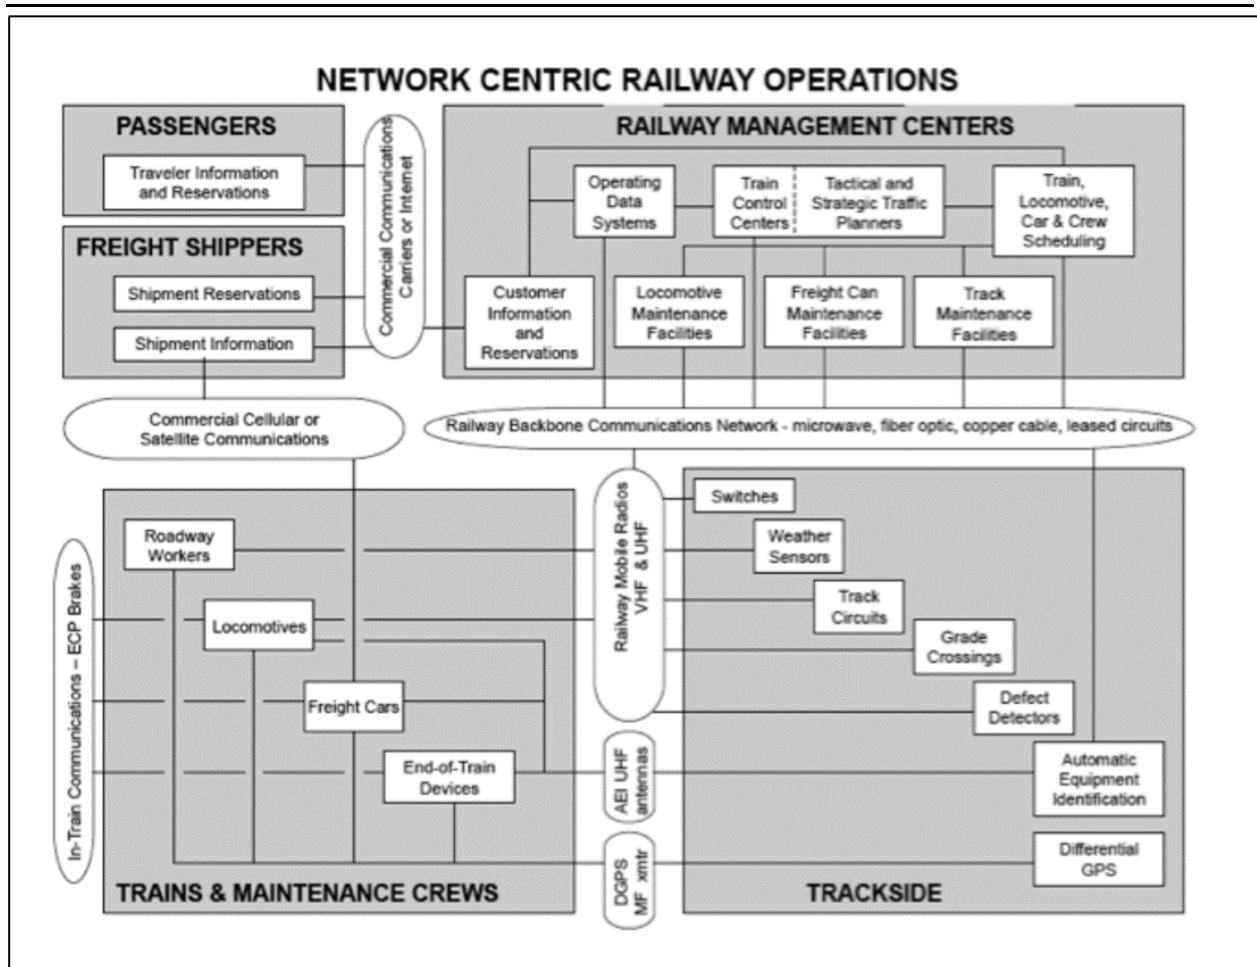 NETWORK CENTRIC RAILWAY OPERATIONS
PASSENGERS
Traveler Information
and Reservations
FREIGHT SHIPPERS
Shipment Reservations
Shipment Information
Commercial Communications
Carriers or Internet
RAILWAY MANAGEMENT CENTERS
Operating
Data
Systems
Train
Control
Centers
Tactical and
Strategic Traffic
Planners
Train,
Locomotive,
Car & Crew
Scheduling
Customer
Information
and
Reservations
Locomotive
Maintenance
Facilities
Freight Can
Maintenance
Facilities
Track
Maintenance
Facilities
Commercial Cellular or
Satellite Communications
Railway Backbone Communications Network - microwave, fiber optic, copper cable, leased circuits
In-Train Communications – ECP Brakes
Roadway
Workers
Locomotives
Freight Cars
End-of-Train
Devices
TRAINS & MAINTENANCE CREWS
Railway Mobile Radios
VHF & UHF
AEI UHF
antennas
DGPS
MF xmtr
Switches
Weather
Sensors
Track
Circuits
Grade
Crossings
Defect
Detectors
Automatic
Equipment
Identification
Differential
GPS
TRACKSIDE